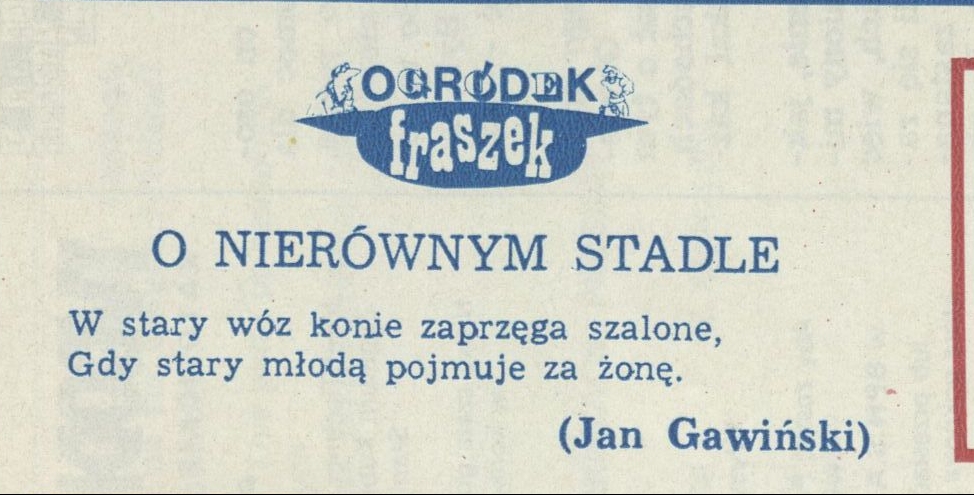 OGRÓDEK
fraszek
O NIERÓWNYM STADLE
W stary wóz konie zaprzęga szalone,
Gdy stary młodą pojmuje za żonę.
(Jan Gawiński)